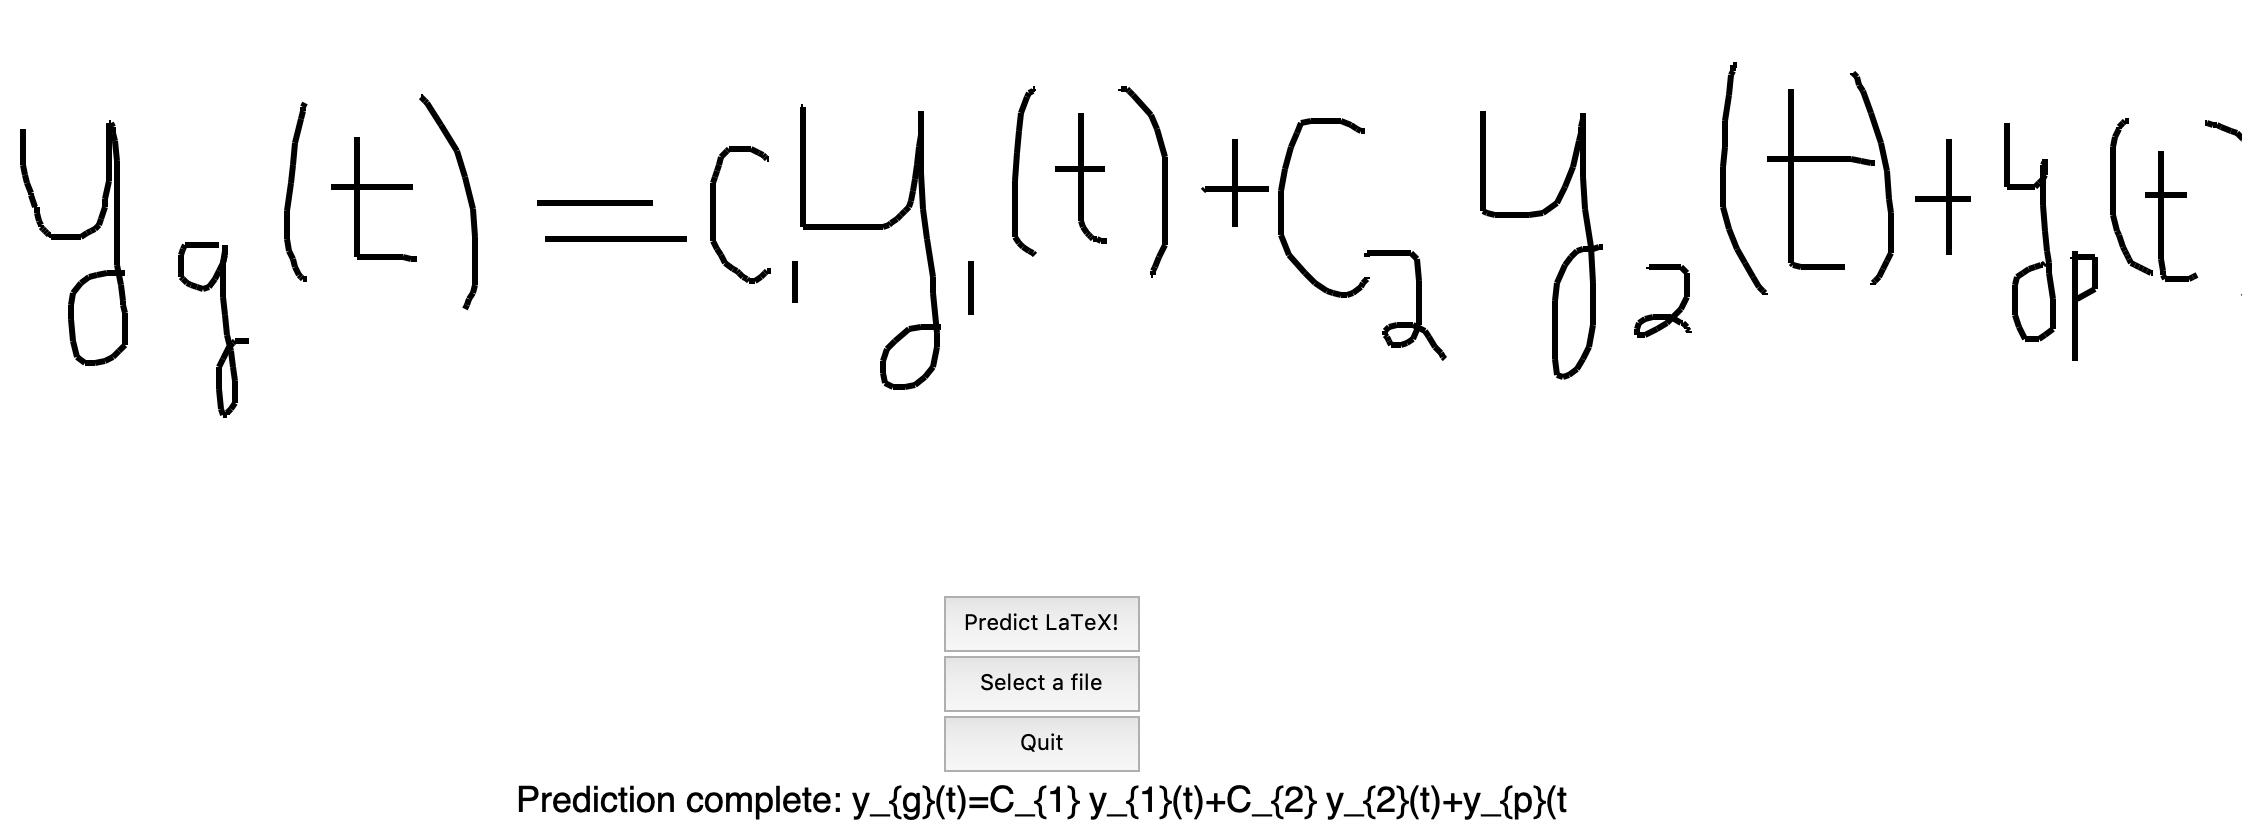 y_g(t) = C_1 y_1(t) + C_2 y_2(t) + y_p(t)
Predict LaTeX!
Select a file
Quit
Prediction complete: y_{g}(t)=C_{1} y_{1}(t)+C_{2} y_{2}(t)+y_{p}(t